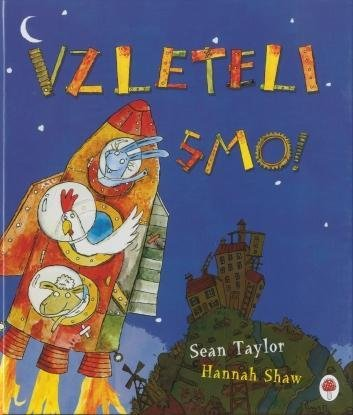 VZLETELI
SMO!
Sean Taylor
Hannah Shaw